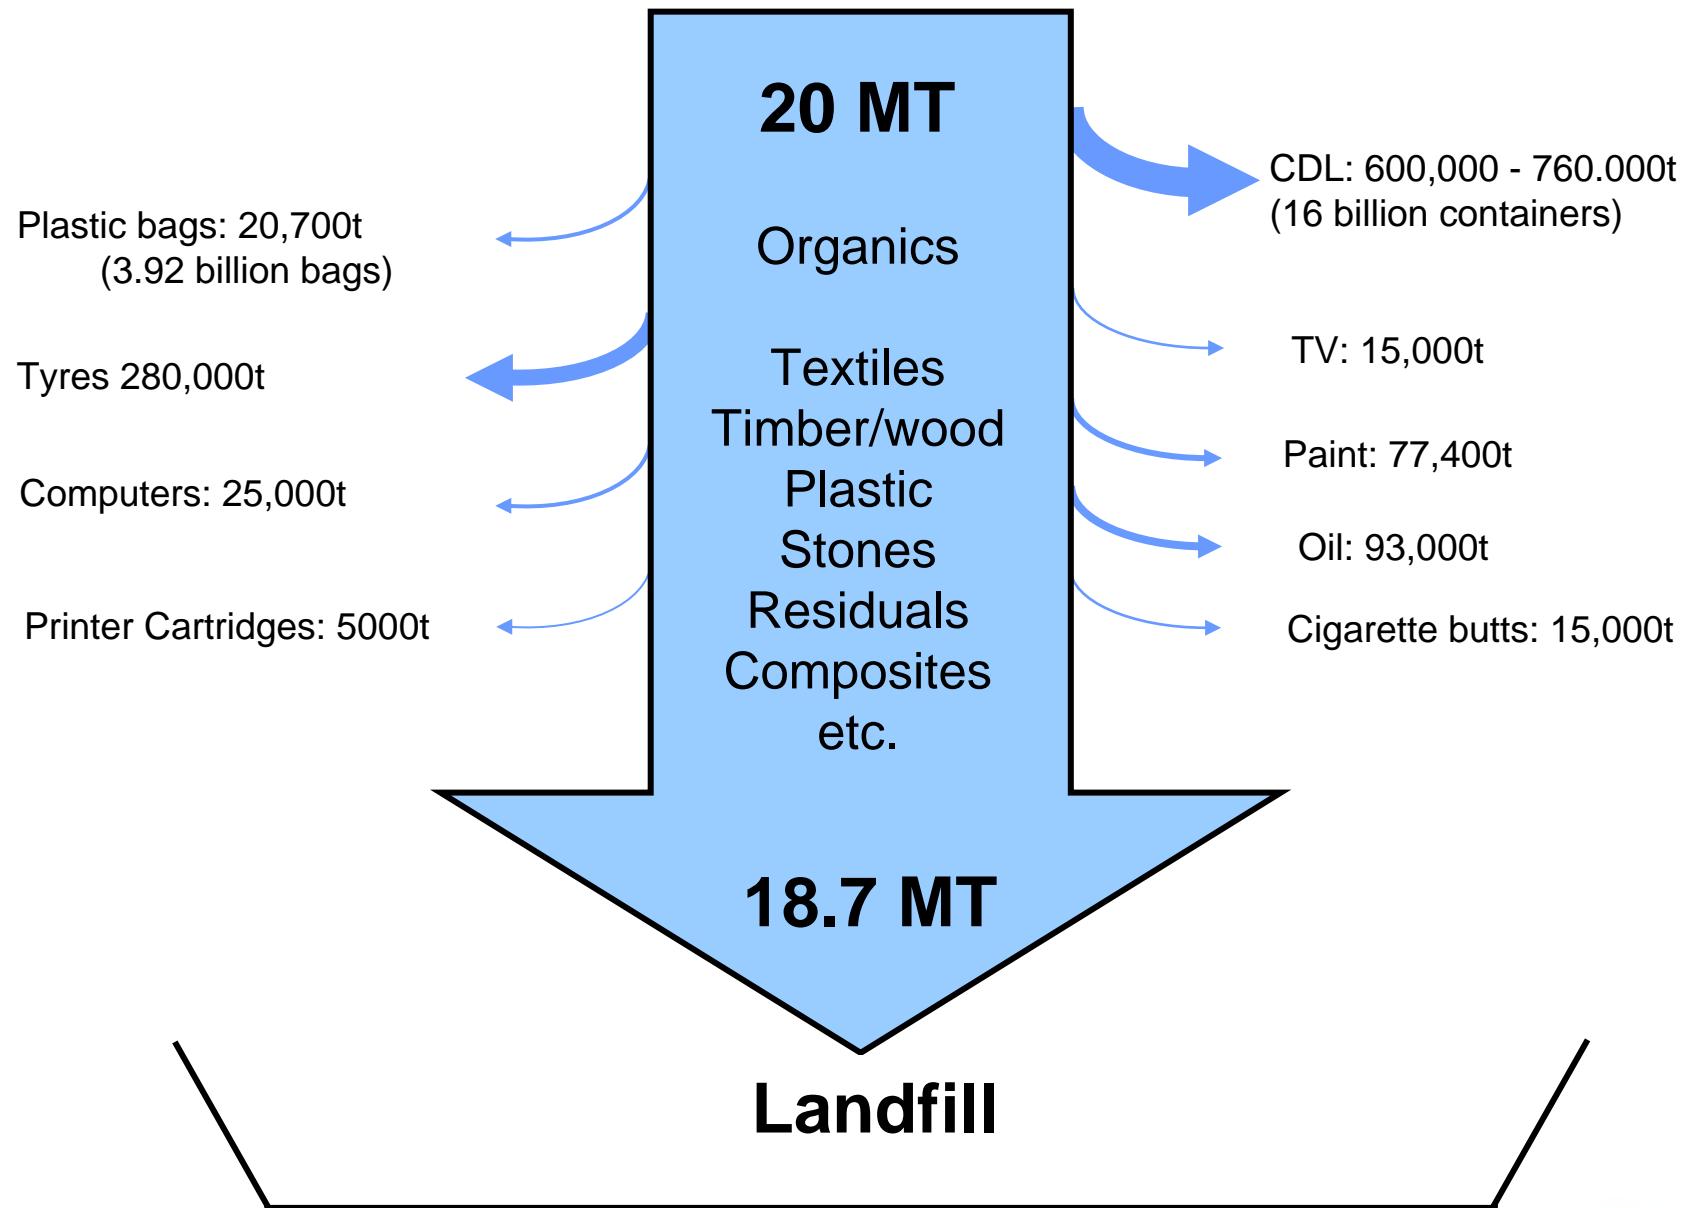 20 MT
Organics
Textiles
Timber/wood
Plastic
Stones
Residuals
Composites
etc.
18.7 MT
Landfill
Plastic bags: 20,700t
(3.92 billion bags)
Tyres 280,000t
Computers: 25,000t
Printer Cartridges: 5000t
CDL: 600,000 - 760.000t
(16 billion containers)
TV: 15,000t
Paint: 77,400t
Oil: 93,000t
Cigarette butts: 15,000t